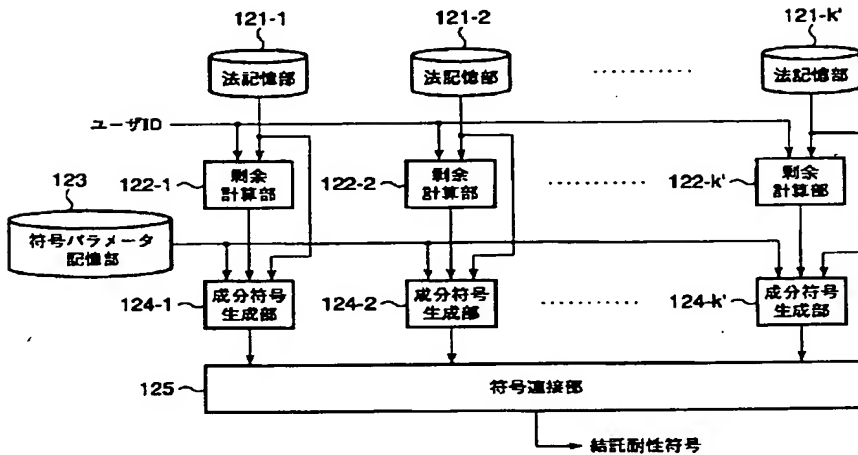 121-1
121-2
121-k'
法記憶部
法記憶部
法記憶部
ユーザID
122-1
剰余
計算部
122-2
剰余
計算部
122-k'
剰余
計算部
123
符号パラメータ
記憶部
124-1
成分符号
生成部
124-2
成分符号
生成部
124-k'
成分符号
生成部
125
符号連接部
結託耐性符号